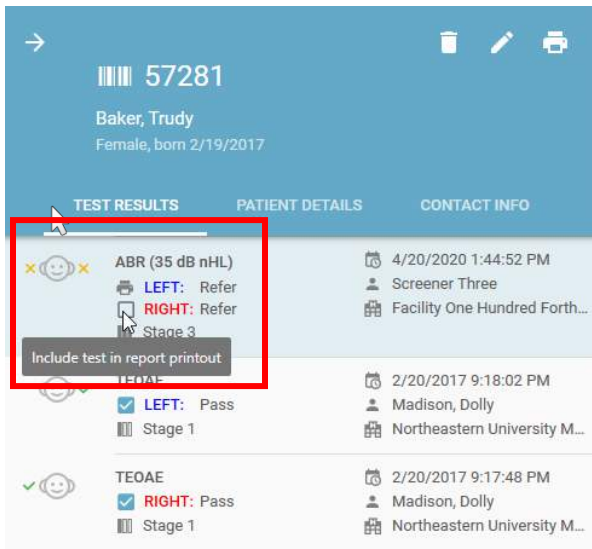 57281
Baker, Trudy
Female, born 2/19/2017
TEST RESULTS PATIENT DETAILS CONTACT INFO
ABR (35 dB nHL) 4/20/2020 1:44:52 PM
LEFT: Refer Screener Three
RIGHT: Refer Facility One Hundred Forth...
Stage 3
Include test in report printout
TEOAE 2/20/2017 9:18:02 PM
LEFT: Pass Madison, Dolly
Stage 1 Northeastern University M...
TEOAE 2/20/2017 9:17:48 PM
RIGHT: Pass Madison, Dolly
Stage 1 Northeastern University M...